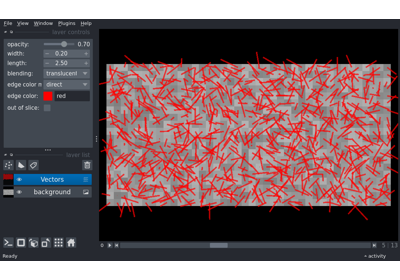 File View Window Plugins Help
layer controls
opacity: 0.70
width: 0.20
length: 2.50
blending: translucent
edge color m direct
edge color: red
out of slice:
layer list
Vectors
background
0 5 13
Ready activity